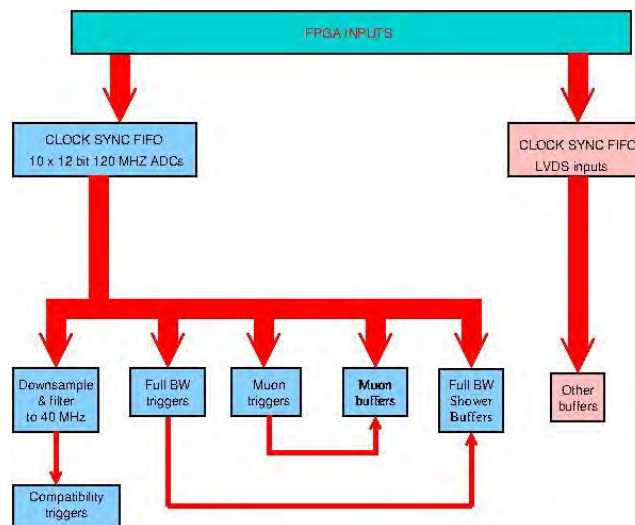 FPGA INPUTS
CLOCK SYNC FIFO
10 x 12 bit 120 MHZ ADCs
CLOCK SYNC FIFO
LVDS inputs
Downsample
& filter
to 40 MHz
Full BW
triggers
Muon
triggers
Muon
buffers
Full BW
Shower
Buffers
Other
buffers
Compatibility
triggers